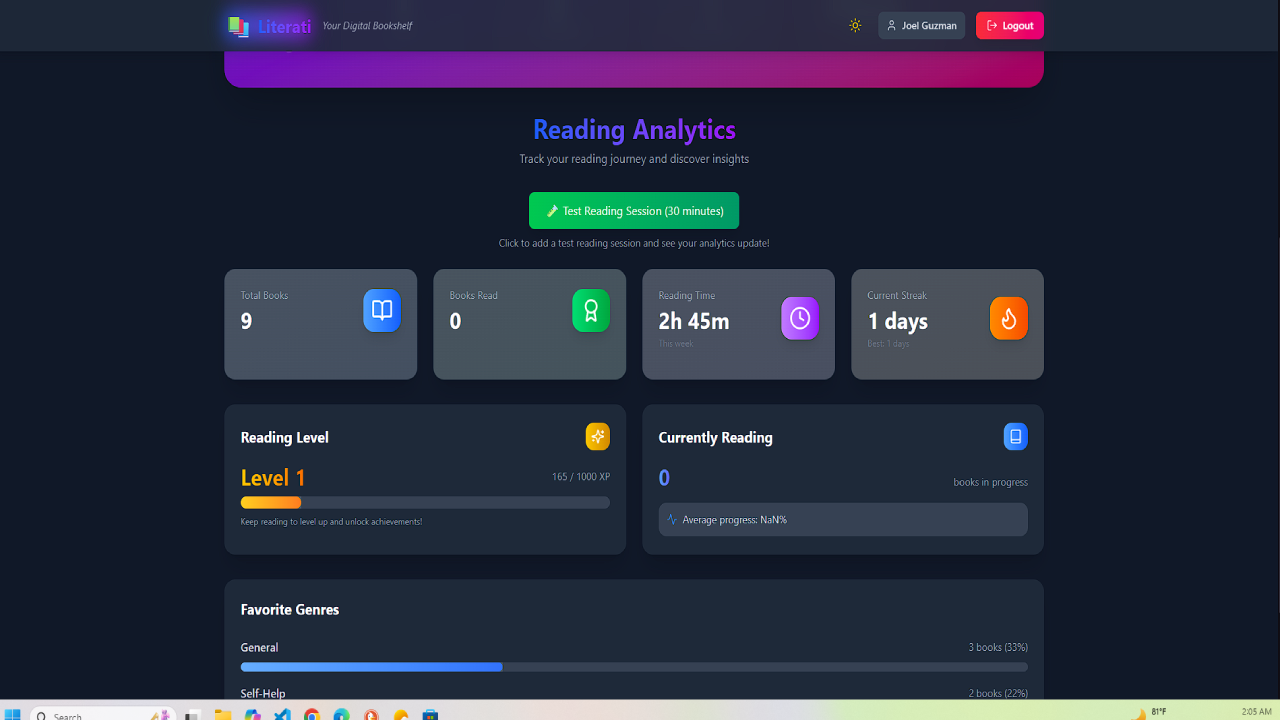 Literati Your Digital Bookshelf Joel Guzman Logout
Reading Analytics
Track your reading journey and discover insights
Test Reading Session (30 minutes)
Click to add a test reading session and see your analytics update!
Total Books
9
Books Read
0
Reading Time
2h 45m
This week
Current Streak
1 days
Best: 1 days
Reading Level
Level 1
165 / 1000 XP
Keep reading to level up and unlock achievements!
Currently Reading
0
books in progress
Average progress: NaN%
Favorite Genres
General 3 books (33%)
Self-Help 2 books (22%)
Search
81°F
2:05 AM